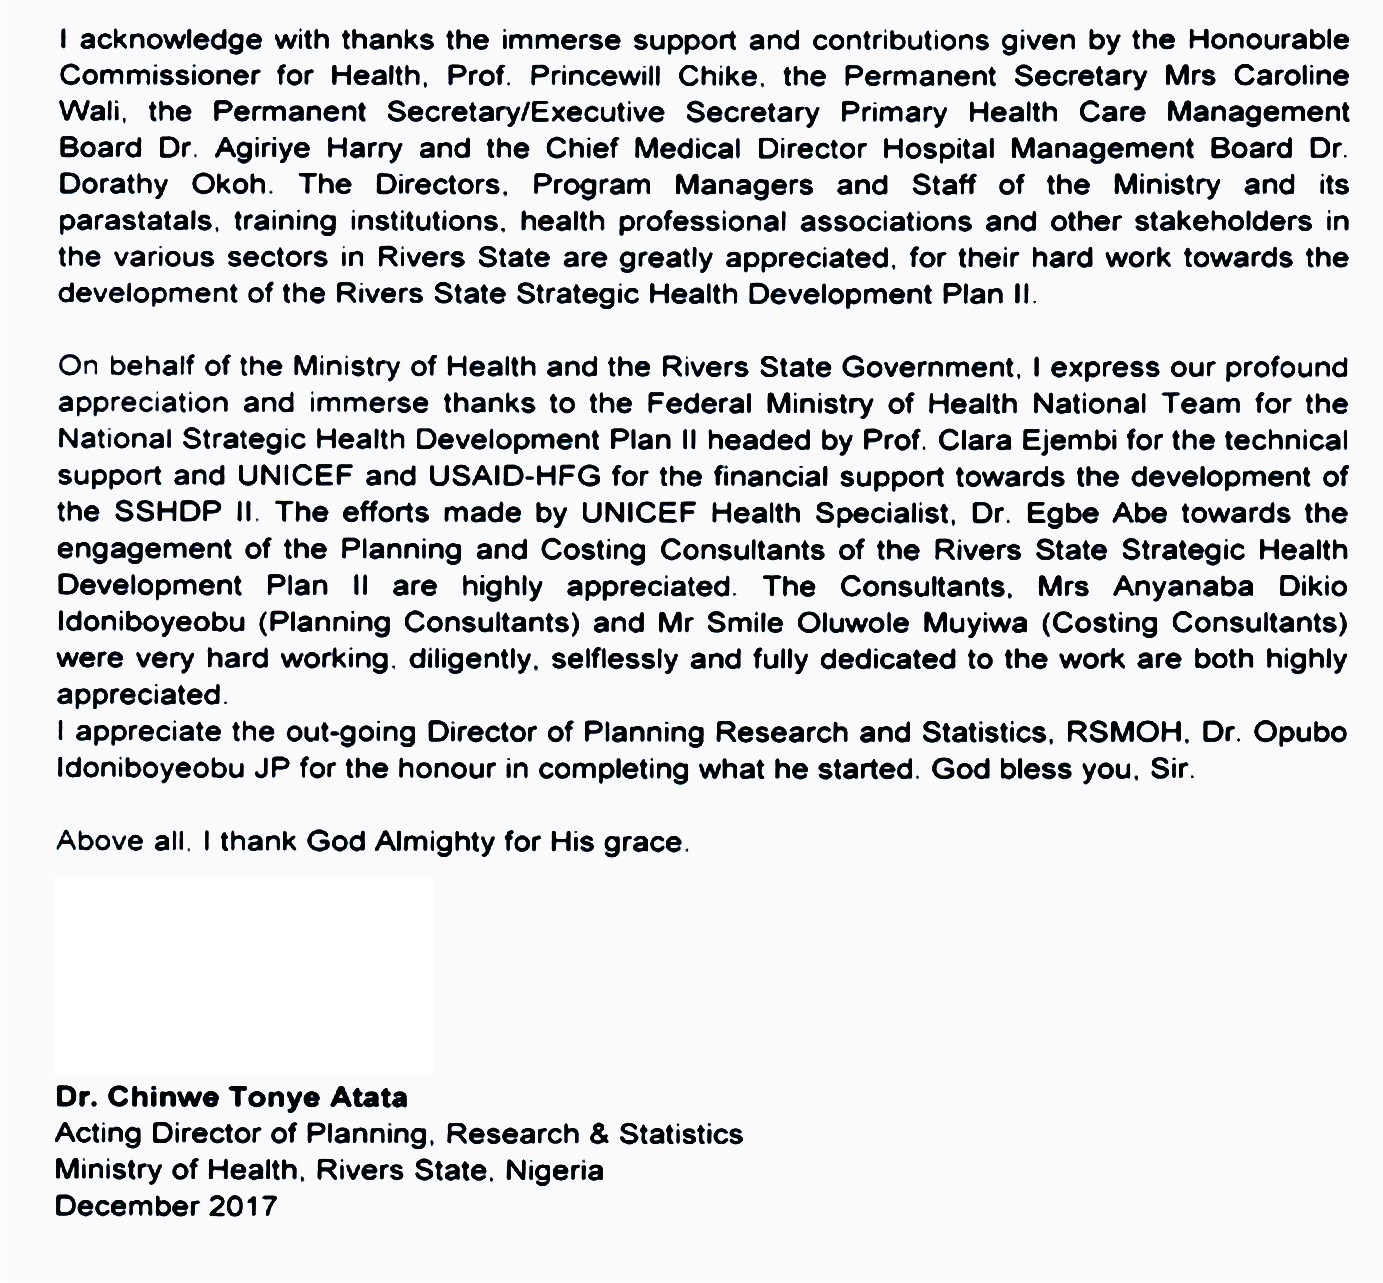 I acknowledge with thanks the immerse support and contributions given by the Honourable
Commissioner for Health, Prof. Princewill Chike, the Permanent Secretary Mrs Caroline
Wali, the Permanent Secretary/Executive Secretary Primary Health Care Management
Board Dr. Agiriye Harry and the Chief Medical Director Hospital Management Board Dr.
Dorathy Okoh. The Directors, Program Managers and Staff of the Ministry and its
parastatals, training institutions, health professional associations and other stakeholders in
the various sectors in Rivers State are greatly appreciated, for their hard work towards the
development of the Rivers State Strategic Health Development Plan II.

On behalf of the Ministry of Health and the Rivers State Government, I express our profound
appreciation and immerse thanks to the Federal Ministry of Health National Team for the
National Strategic Health Development Plan II headed by Prof. Clara Ejembi for the technical
support and UNICEF and USAID-HFG for the financial support towards the development of
the SSHDP II. The efforts made by UNICEF Health Specialist, Dr. Egbe Abe towards the
engagement of the Planning and Costing Consultants of the Rivers State Strategic Health
Development Plan II are highly appreciated. The Consultants, Mrs Anyanaba Dikio
Idoniboyeobu (Planning Consultants) and Mr Smile Oluwole Muyiwa (Costing Consultants)
were very hard working, diligently, selflessly and fully dedicated to the work are both highly
appreciated.
I appreciate the out-going Director of Planning Research and Statistics, RSMOH, Dr. Opubo
Idoniboyeobu JP for the honour in completing what he started. God bless you, Sir.

Above all, I thank God Almighty for His grace.

Dr. Chinwe Tonye Atata
Acting Director of Planning, Research & Statistics
Ministry of Health, Rivers State, Nigeria
December 2017